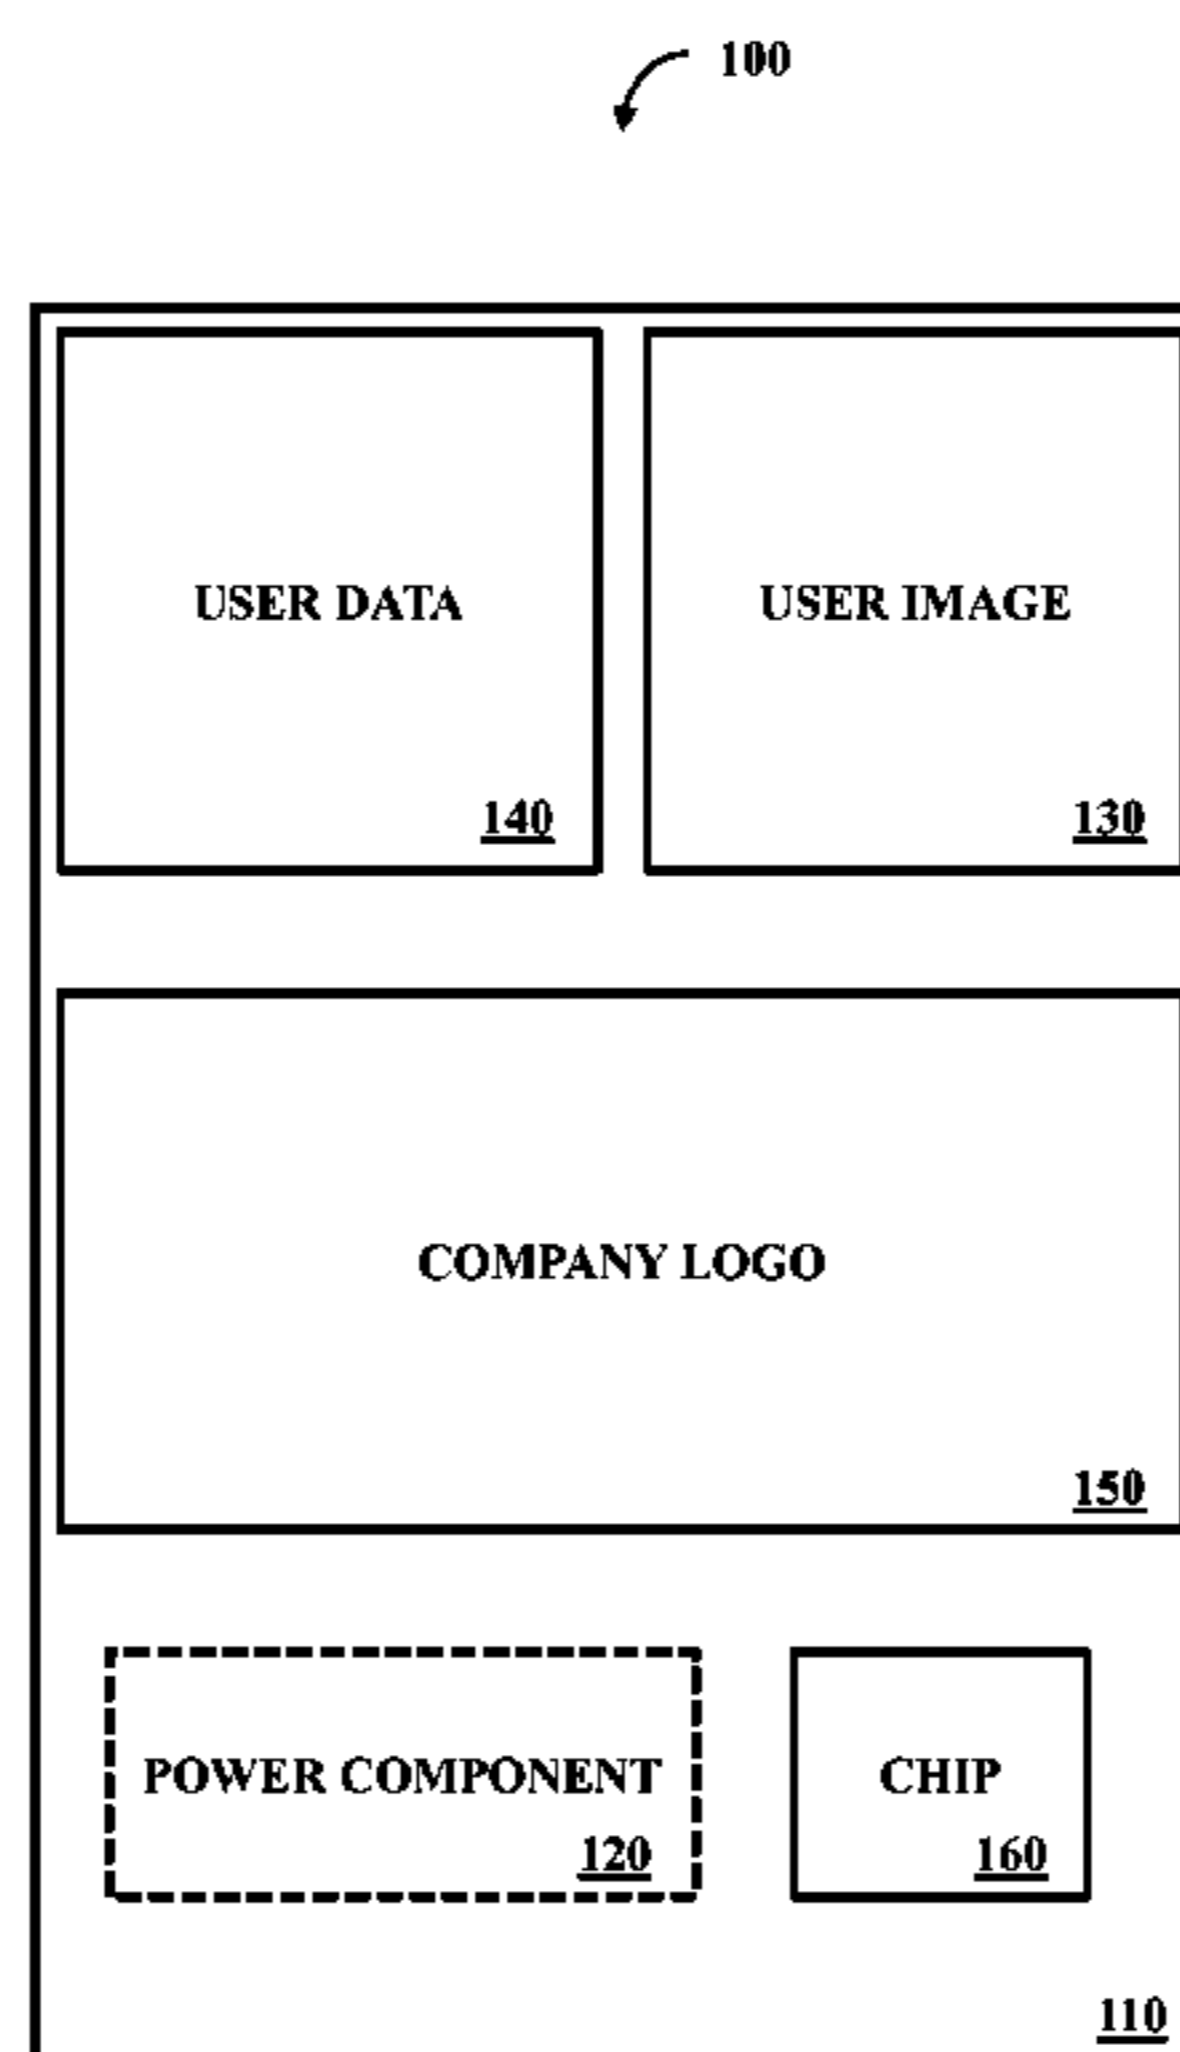 100
USER DATA
140
USER IMAGE
130
COMPANY LOGO
150
POWER COMPONENT
120
CHIP
160
110